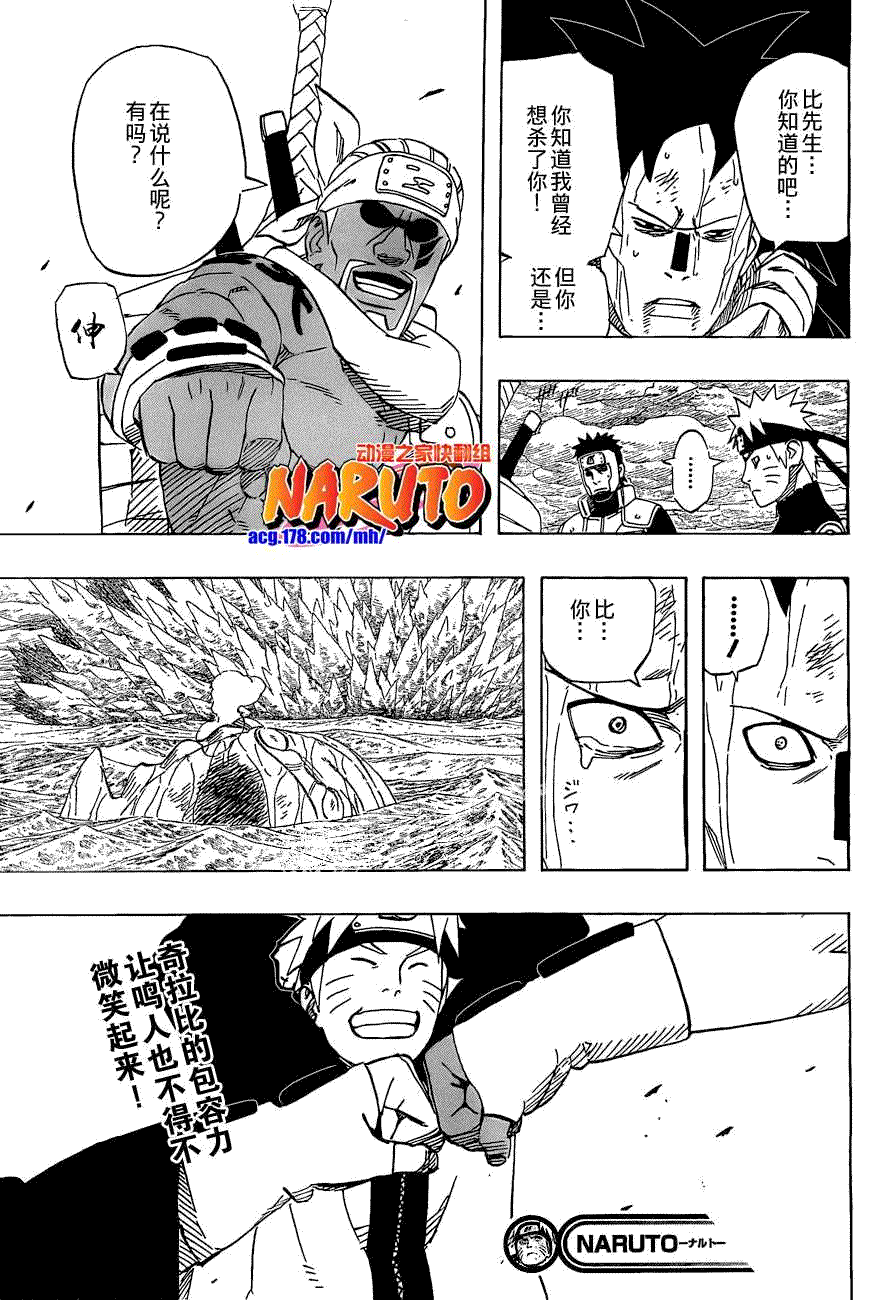 比先生…
你知道的吧…
你知道我曾经
想杀了你！
但你
还是…
在说什么呢？
有吗？
伸
……
动漫之家快翻组
NARUTO
acg.178.com/mh/
……！
比…
你…
ジワ…
奇拉比的包容力
让鸣人也不得不
微笑起来！
NARUTO―ナルト―